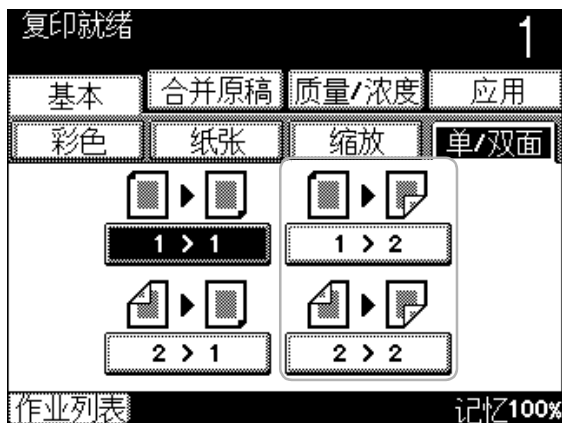 复印就绪 1
基本 合并原稿 质量/浓度 应用
彩色 纸张 缩放 单/双面
1 > 1 1 > 2
2 > 1 2 > 2
作业列表 记忆100%